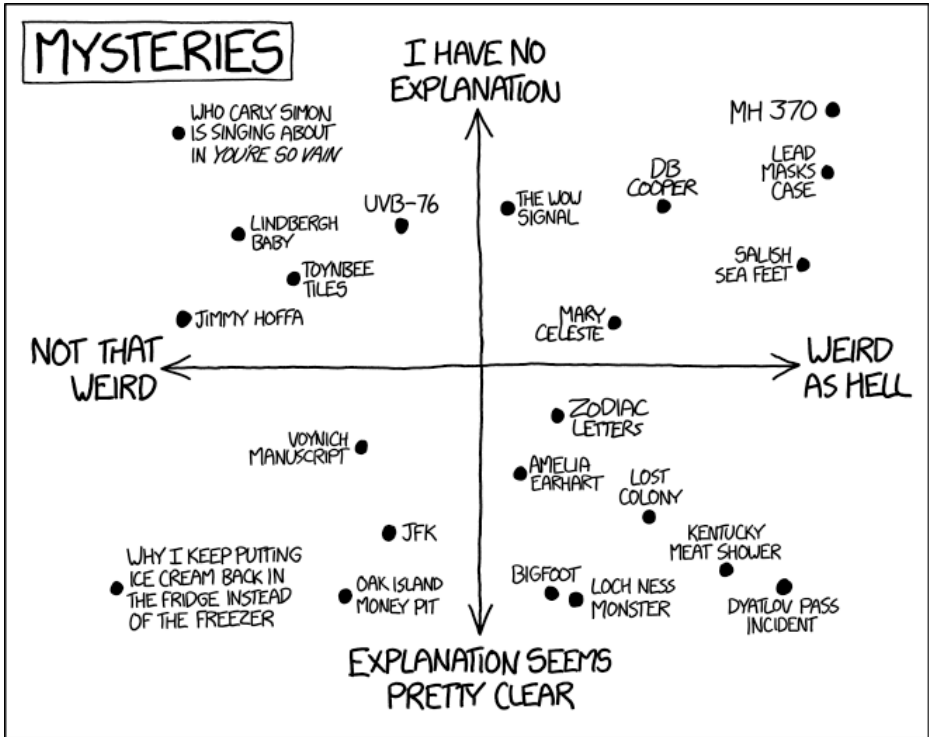 MYSTERIES
I HAVE NO
EXPLANATION
WHO CARLY SIMON
IS SINGING ABOUT
IN YOU'RE SO VAIN
MH 370
LEAD
MASKS
CASE
DB
COOPER
THE WOW
SIGNAL
UVB-76
LINDBERGH
BABY
TOYNBEE
TILES
SALISH
SEA FEET
JIMMY HOFFA
MARY
CELESTE
NOT THAT
WEIRD
WEIRD
AS HELL
ZODIAC
LETTERS
VOYNICH
MANUSCRIPT
AMELIA
EARHART
LOST
COLONY
JFK
KENTUCKY
MEAT SHOWER
WHY I KEEP PUTTING
ICE CREAM BACK IN
THE FRIDGE INSTEAD
OF THE FREEZER
OAK ISLAND
MONEY PIT
BIGFOOT
LOCH NESS
MONSTER
DYATLOV PASS
INCIDENT
EXPLANATION SEEMS
PRETTY CLEAR